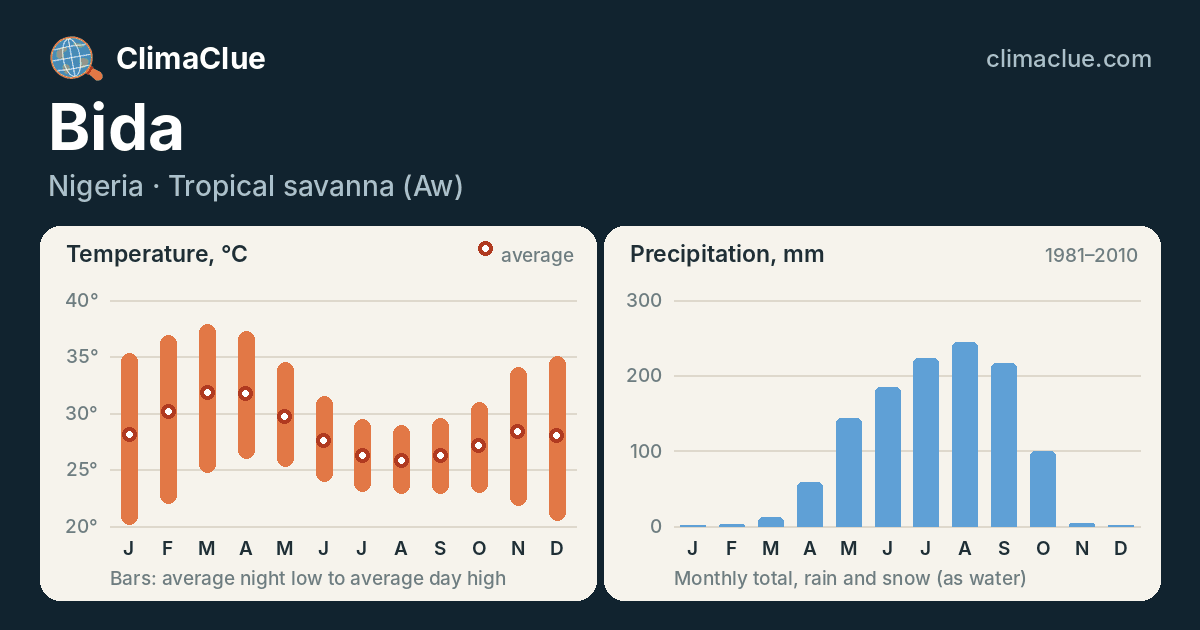 ClimaClue
climaclue.com
Bida
Nigeria · Tropical savanna (Aw)
Temperature, °C
average
40°
35°
30°
25°
20°
J F M A M J J A S O N D
Bars: average night low to average day high
Precipitation, mm
1981–2010
300
200
100
0
J F M A M J J A S O N D
Monthly total, rain and snow (as water)